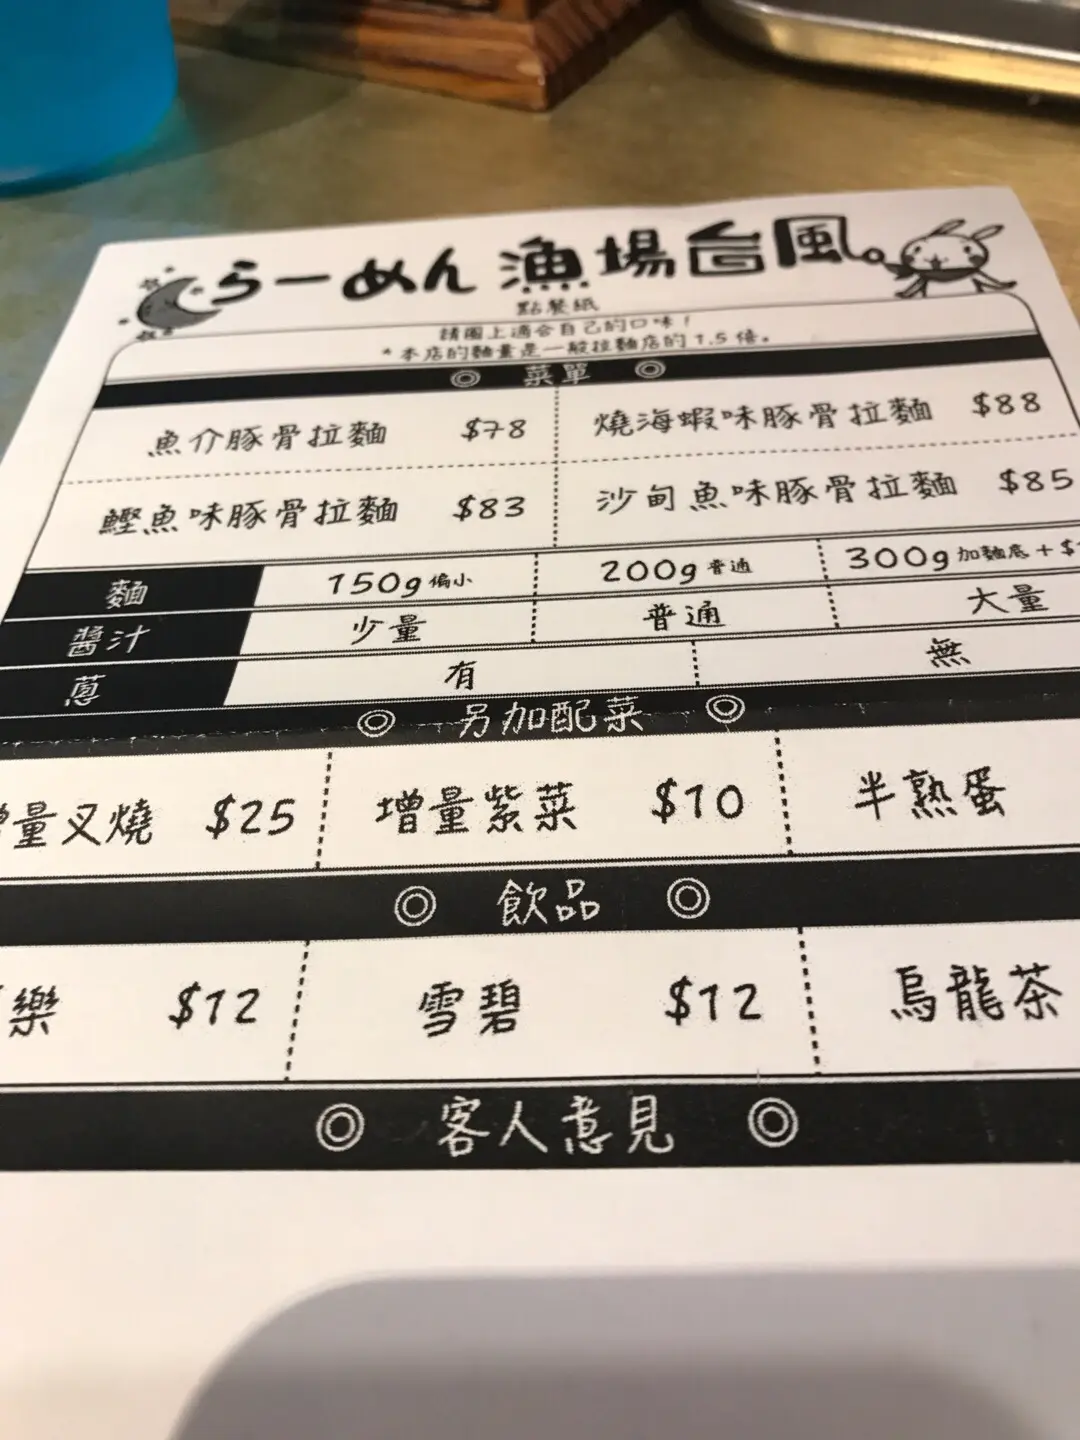 らーめん 漁場台風
點餐紙
請圈上適合自己的口味！
*本店的麵量是一般拉麵店的 1.5 倍。
◎ 菜單 ◎
魚介豚骨拉麵 $78 燒海蝦味豚骨拉麵 $88
鰹魚味豚骨拉麵 $83 沙甸魚味豚骨拉麵 $85
麵 150g 偏小 200g 普通 300g 加麵底 + $
醬汁 少量 普通 大量
蔥 有 無
◎ 另加配菜 ◎
增量叉燒 $25 增量紫菜 $10 半熟蛋
◎ 飲品 ◎
樂 $12 雪碧 $12 烏龍茶
◎ 客人意見 ◎